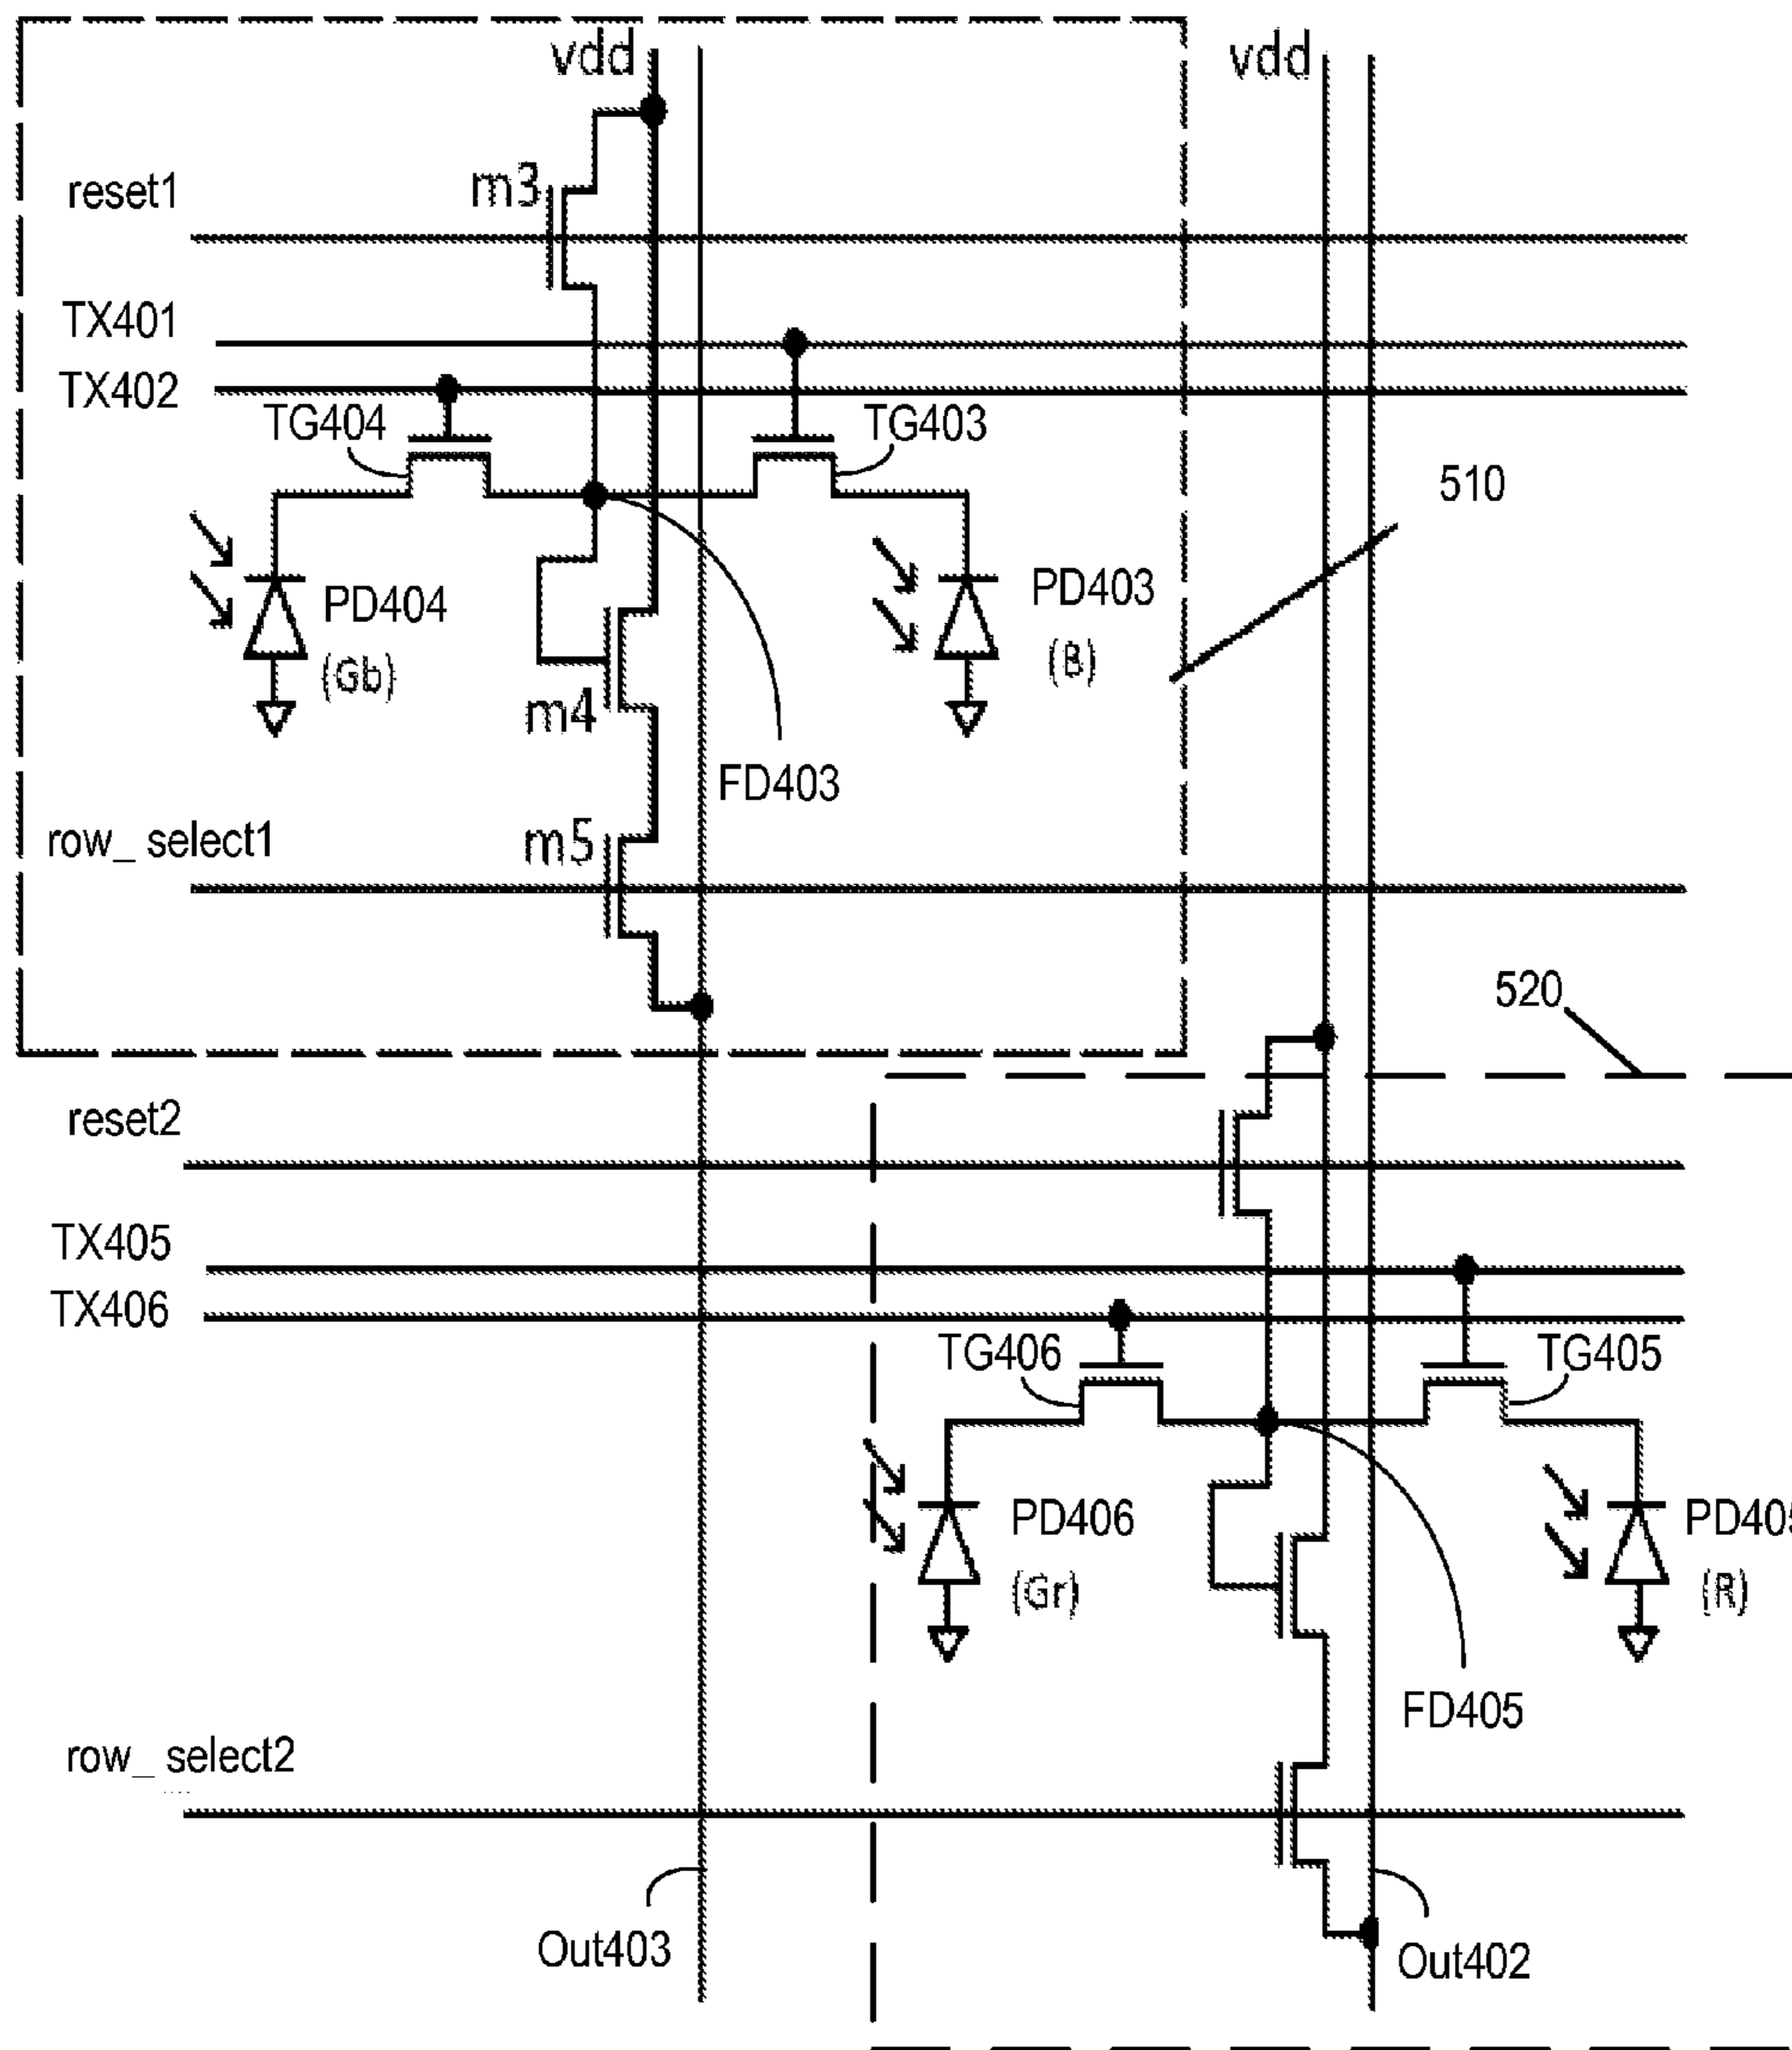 vdd
vdd
m3
reset1
TX401
TX402
TG404
TG403
510
PD404
(Gb)
PD403
(B)
m4
FD403
row_ select1
m5
520
reset2
TX405
TX406
TG406
TG405
PD406
(Gr)
PD405
(R)
FD405
row_ select2
Out403
Out402